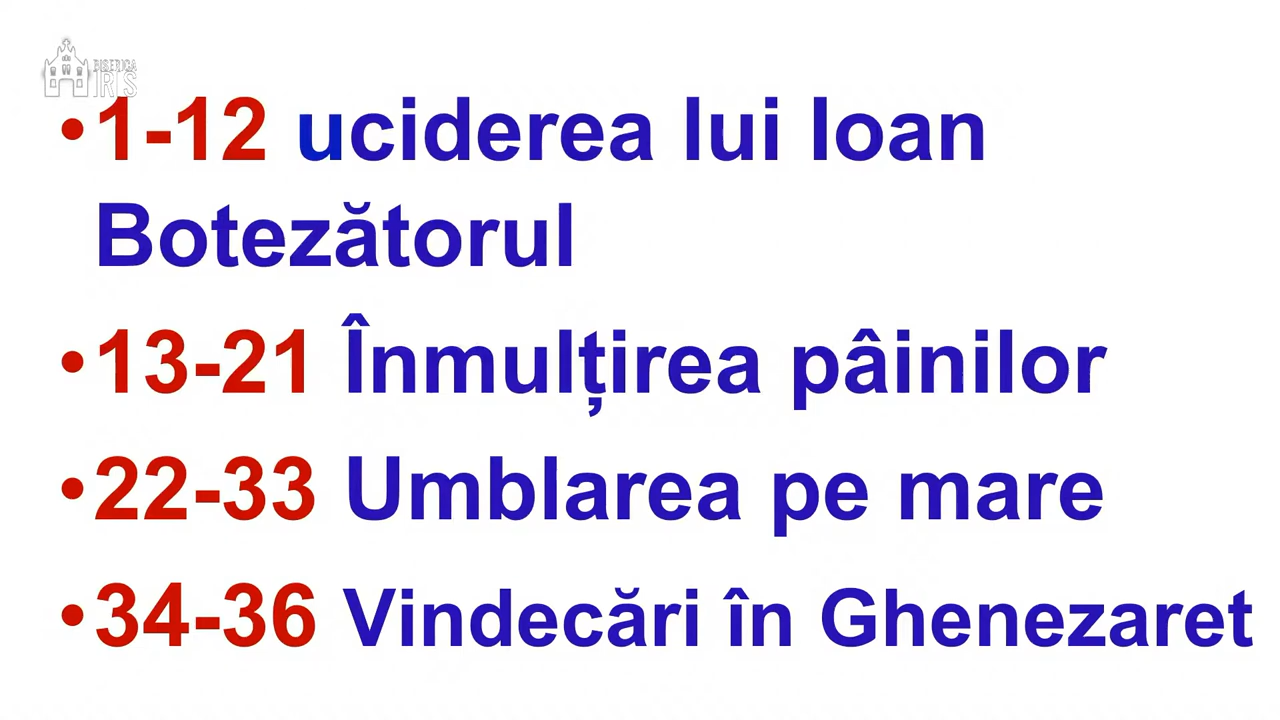 BISERICA
IRIS
•1-12 uciderea lui Ioan
Botezătorul
•13-21 Înmulțirea pâinilor
•22-33 Umblarea pe mare
•34-36 Vindecări în Ghenezaret